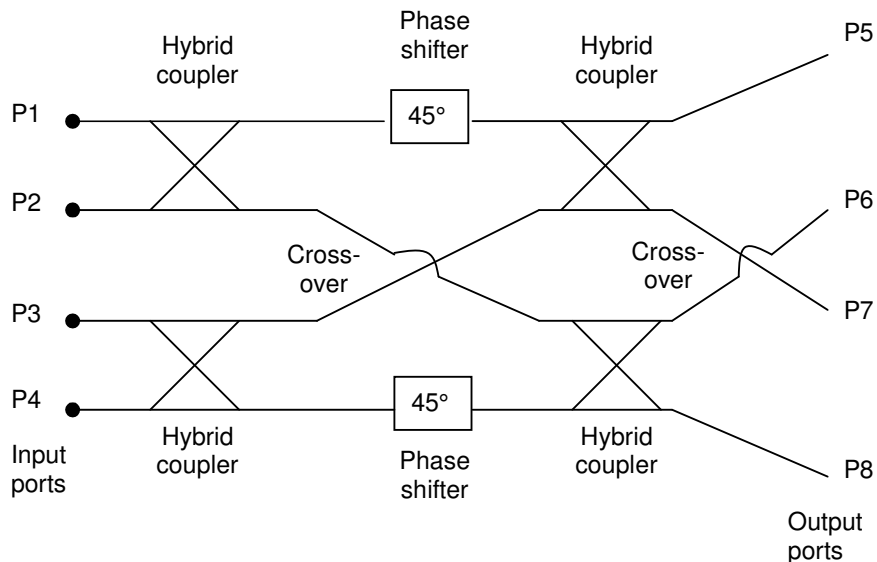 Phase
shifter
Hybrid
coupler
Hybrid
coupler
P5
P1
45°
P2
P6
Cross-
over
Cross-
over
P3
P7
P4
45°
Hybrid
coupler
Phase
shifter
Hybrid
coupler
Input
ports
P8
Output
ports